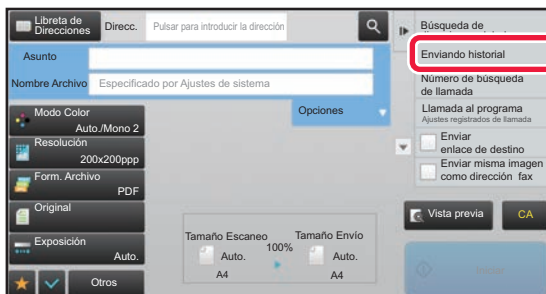 Libreta de
Direcciones
Direcc.
Pulsar para introducir la dirección
Asunto
Nombre Archivo
Especificado por Ajustes de sistema
Opciones
Modo Color
Auto./Mono 2
Resolución
200x200ppp
Form. Archivo
PDF
Original
Exposición
Auto.
Otros
Tamaño Escaneo
100%
Tamaño Envío
Auto.
Auto.
A4
A4
Búsqueda de
Enviando historial
Número de búsqueda
de llamada
Llamada al programa
Ajustes registrados de llamada
Enviar
enlace de destino
Enviar misma imagen
como dirección fax
Vista previa
CA